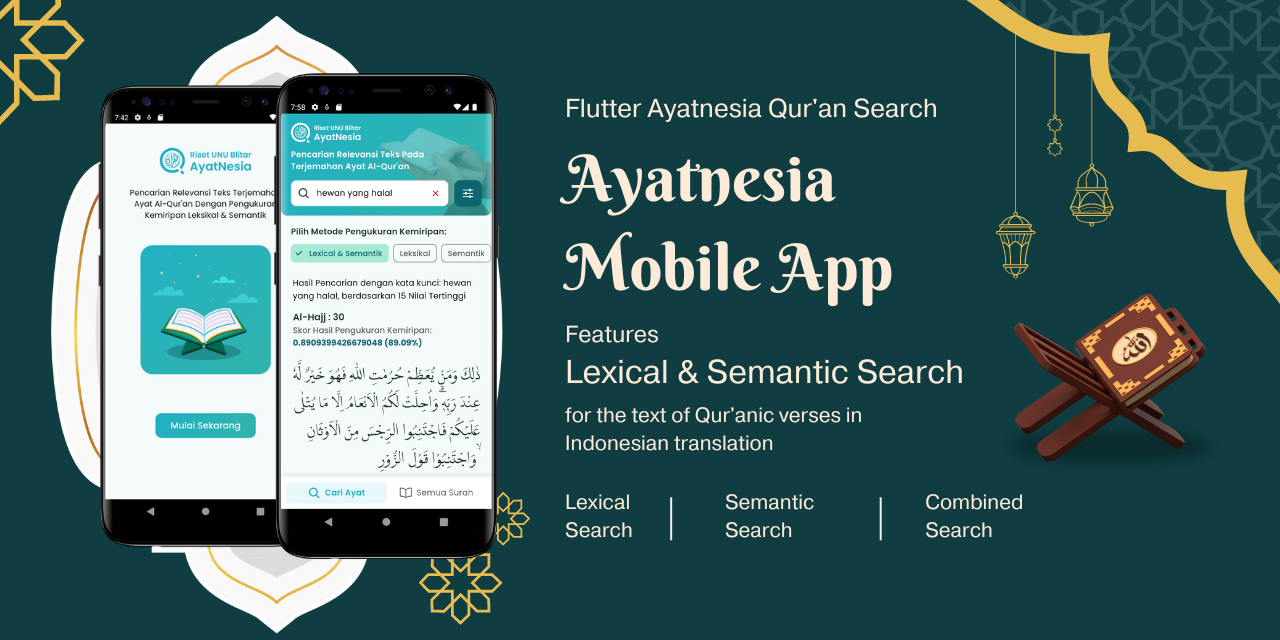 7:42
Riset UNU Blitar
AyatNesia
Pencarian Relevansi Teks Terjemaha
Ayat Al-Qur'an Dengan Pengukuran
Kemiripan Leksikal & Semantik
Mulai Sekarang
7:58
Riset UNU Blitar
AyatNesia
Pencarian Relevansi Teks Pada
Terjemahan Ayat Al-Qur'an
hewan yang halal
Pilih Metode Pengukuran Kemiripan:
Lexical & Semantik
Leksikal
Semantik
Hasil Pencarian dengan kata kunci: hewan
yang halal, berdasarkan 15 Nilai Tertinggi
Al-Hajj : 30
Skor Hasil Pengukuran Kemiripan:
0.8909399426679048 (89.09%)
ذٰلِكَ وَمَنْ يُّعَظِّمْ حُرُمٰتِ اللّٰهِ فَهُوَ خَيْرٌ لَّهٗ
عِنْدَ رَبِّهٖۗ وَاُحِلَّتْ لَكُمُ الْاَنْعَامُ اِلَّا مَا يُتْلٰى
عَلَيْكُمْ فَاجْتَنِبُوا الرِّجْسَ مِنَ الْاَوْثَانِ
وَاجْتَنِبُوْا قَوْلَ الزُّوْرِۙ
Cari Ayat
Semua Surah
Flutter Ayatnesia Qur'an Search
Ayatnesia
Mobile App
Features
Lexical & Semantic Search
for the text of Qur'anic verses in
Indonesian translation
Lexical
Search
Semantic
Search
Combined
Search